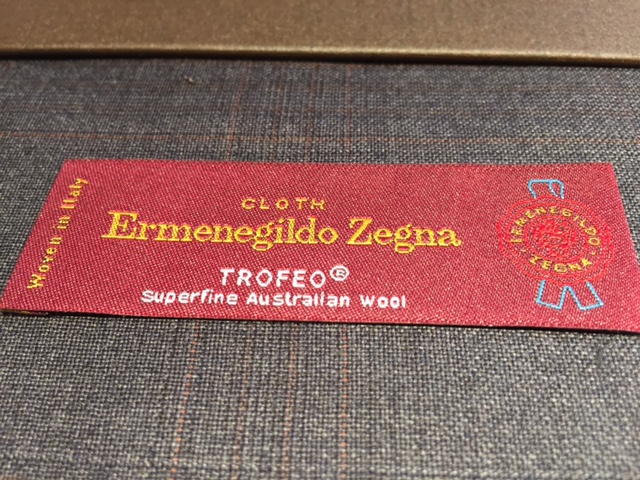 Woven in Italy
CLOTH
Ermenegildo Zegna
TROFEO®
Superfine Australian Wool
E
ERMENEGILDO
ZEGNA